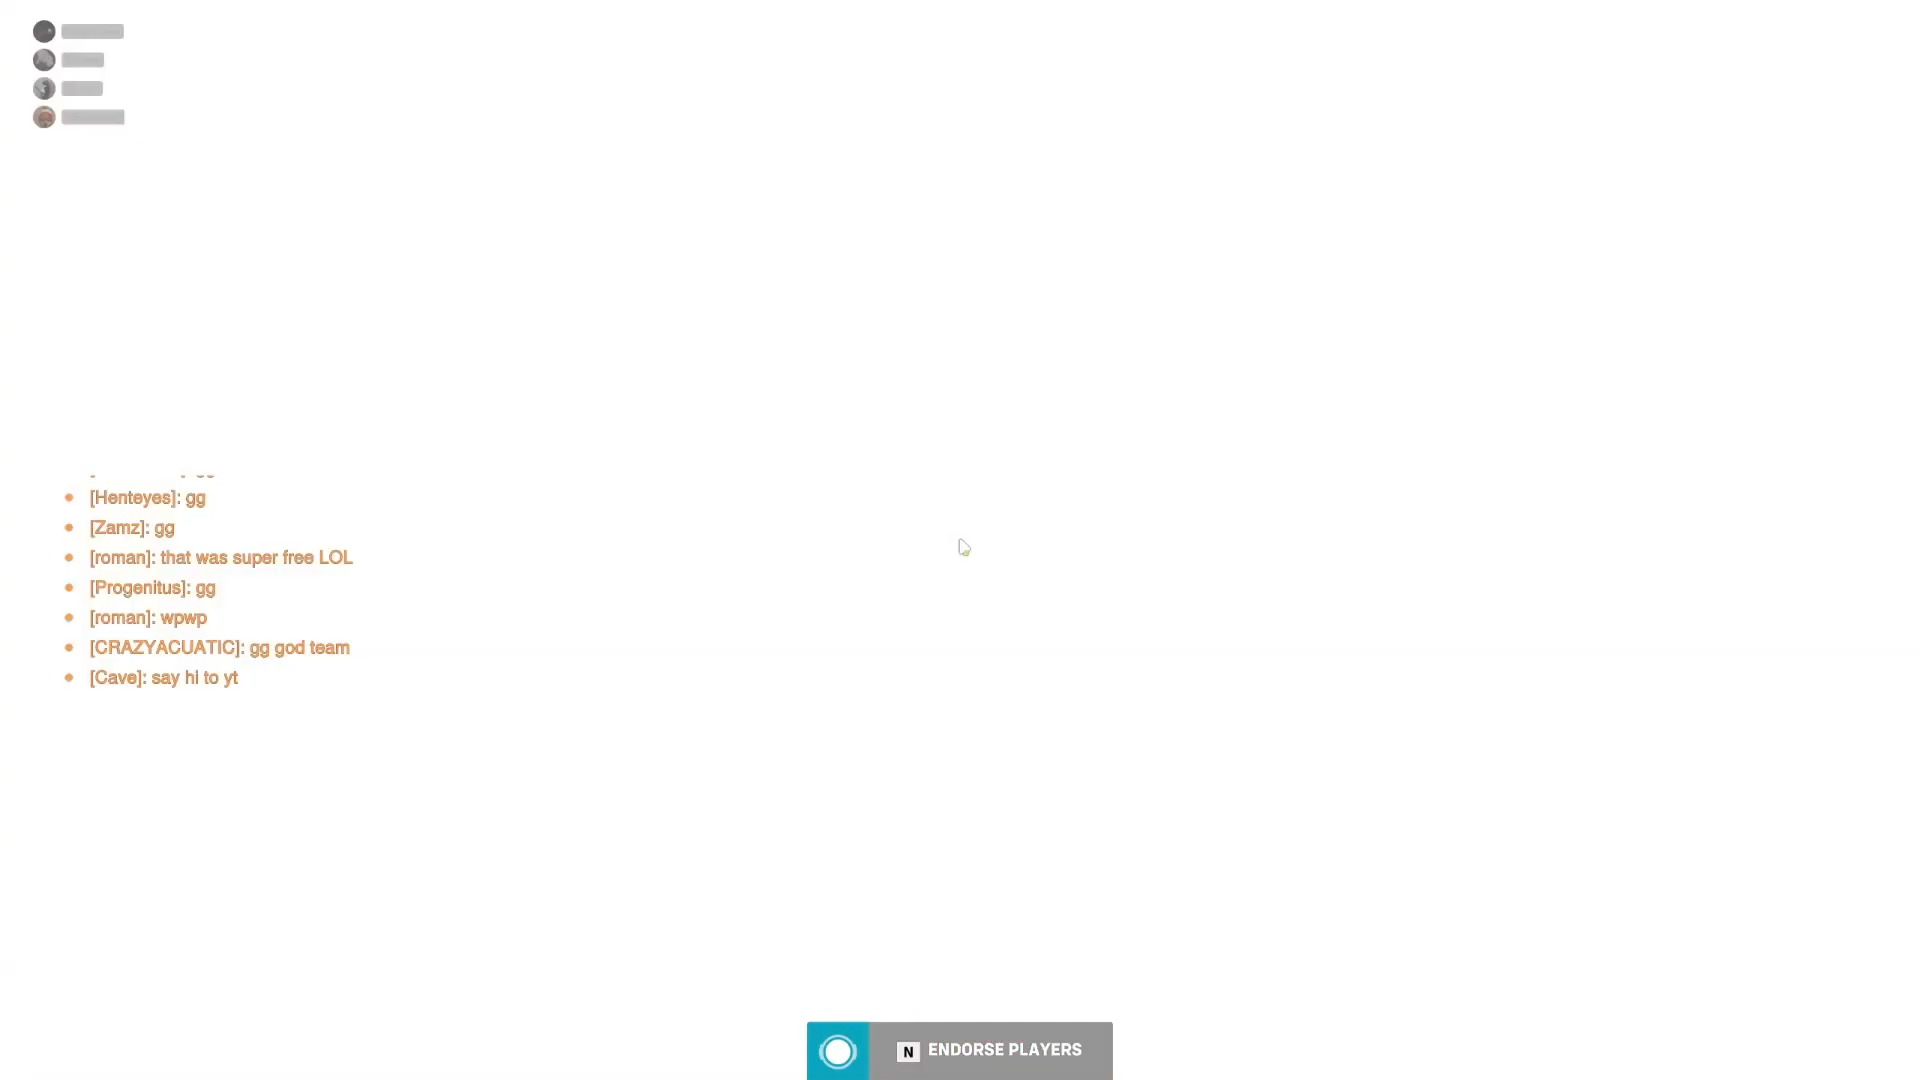 [Henteyes]: gg
[Zamz]: gg
[roman]: that was super free LOL
[Progenitus]: gg
[roman]: wpwp
[CRAZYACUATIC]: gg god team
[Cave]: say hi to yt
N ENDORSE PLAYERS